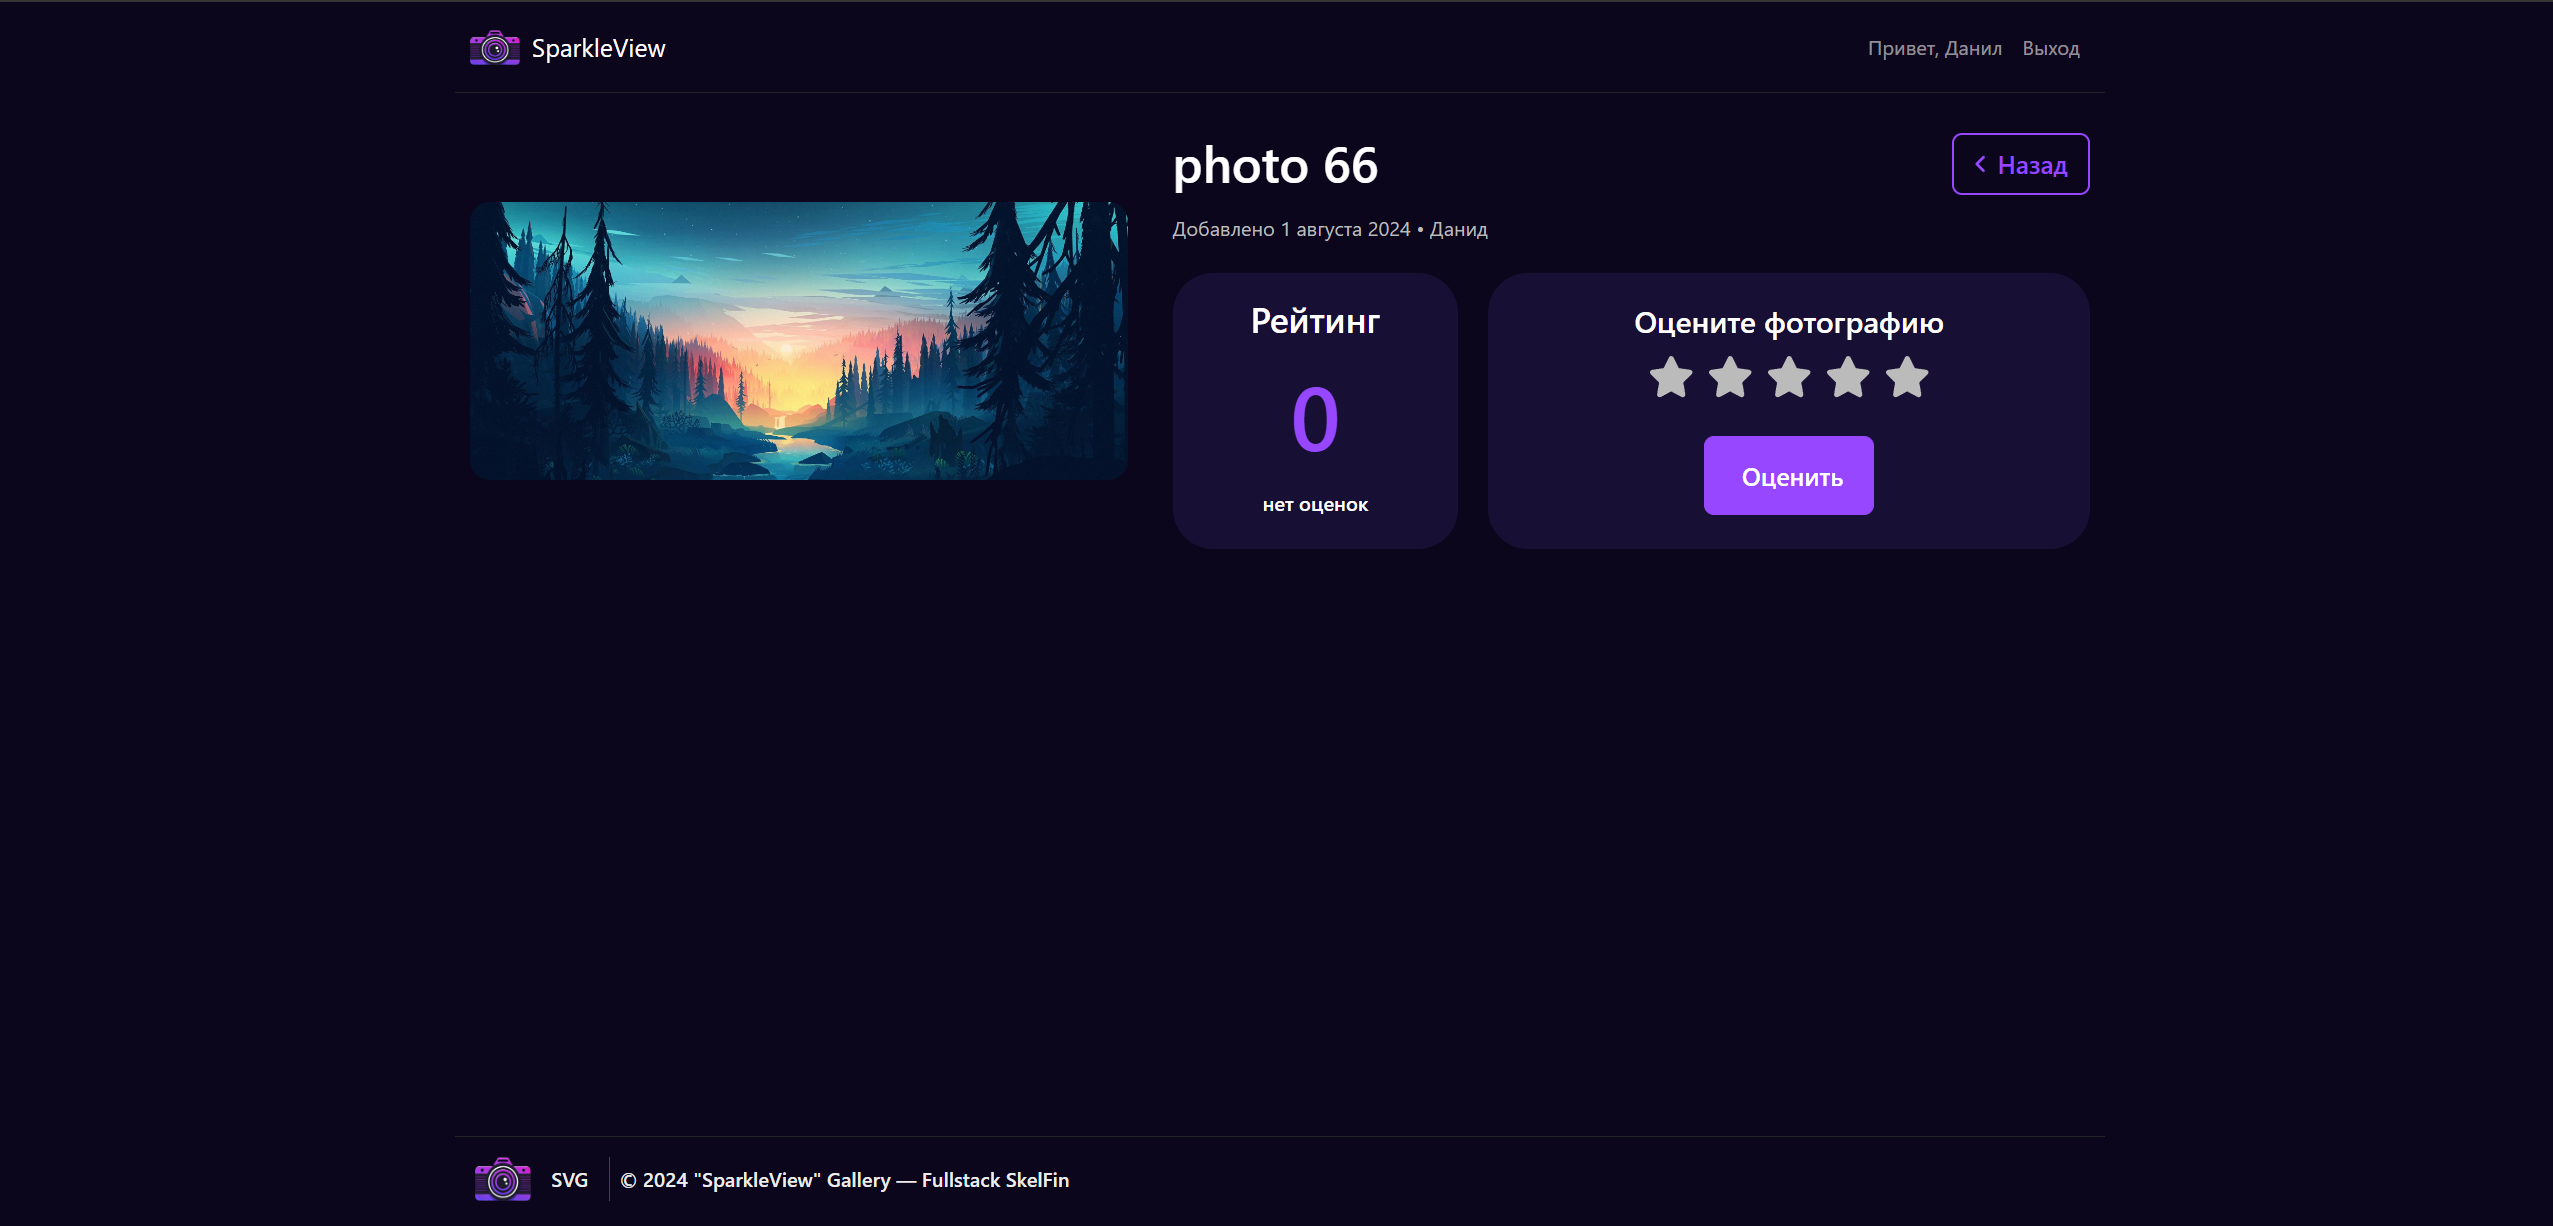 SparkleView
Привет, Данил Выход
photo 66
Назад
Добавлено 1 августа 2024 • Данид
Рейтинг
0
нет оценок
Оцените фотографию
Оценить
SVG
© 2024 "SparkleView" Gallery — Fullstack SkelFin